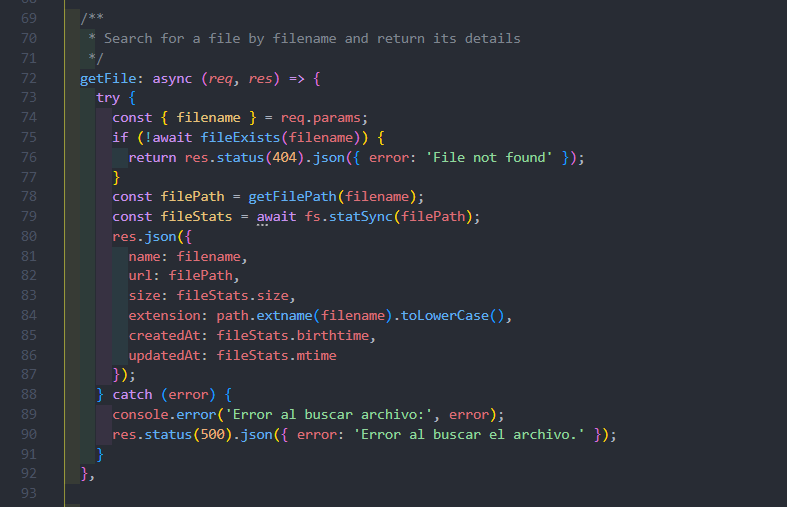 69 /**
70 * Search for a file by filename and return its details
71 */
72 getFile: async (req, res) => {
73 try {
74 const { filename } = req.params;
75 if (!await fileExists(filename)) {
76 return res.status(404).json({ error: 'File not found' });
77 }
78 const filePath = getFilePath(filename);
79 const fileStats = await fs.statSync(filePath);
80 res.json({
81 name: filename,
82 url: filePath,
83 size: fileStats.size,
84 extension: path.extname(filename).toLowerCase(),
85 createdAt: fileStats.birthtime,
86 updatedAt: fileStats.mtime
87 });
88 } catch (error) {
89 console.error('Error al buscar archivo:', error);
90 res.status(500).json({ error: 'Error al buscar el archivo.' });
91 }
92 },
93